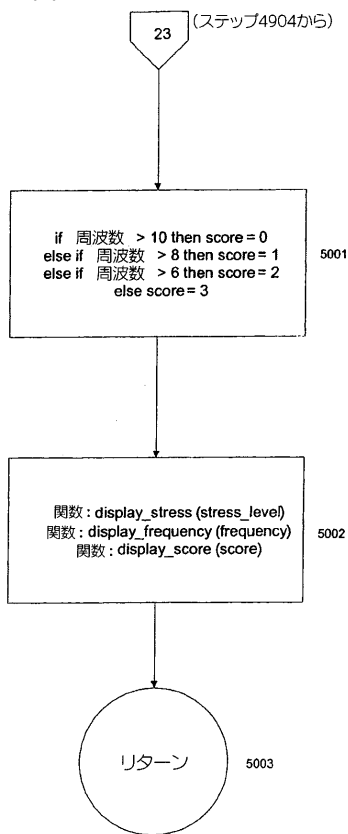 23
(ステップ4904から)
if 周波数 > 10 then score = 0
else if 周波数 > 8 then score = 1
else if 周波数 > 6 then score = 2
else score = 3
5001
関数 : display_stress (stress_level)
関数 : display_frequency (frequency)
関数 : display_score (score)
5002
リターン
5003